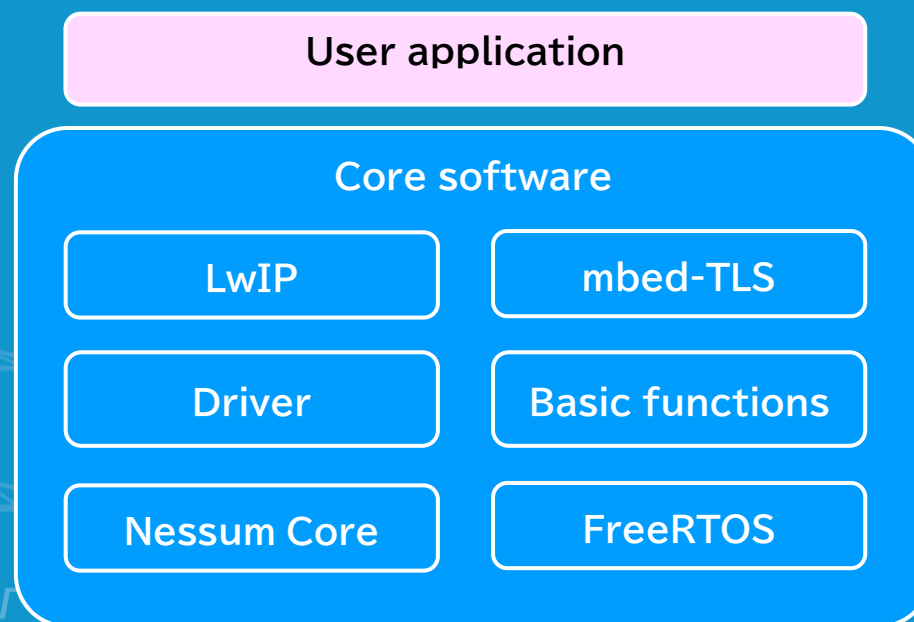 User application
Core software
LwIP
mbed-TLS
Driver
Basic functions
Nessum Core
FreeRTOS